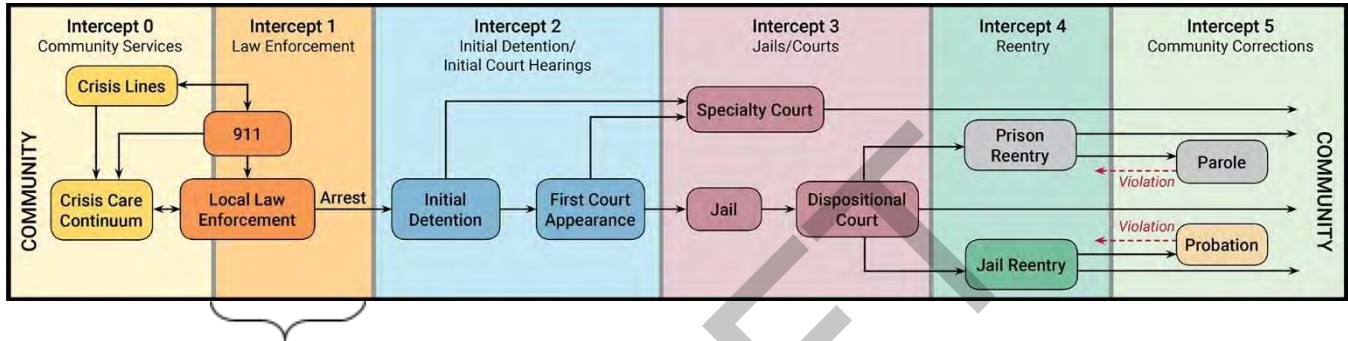 Intercept 0
Community Services
Intercept 1
Law Enforcement
Intercept 2
Initial Detention/
Initial Court Hearings
Intercept 3
Jails/Courts
Intercept 4
Reentry
Intercept 5
Community Corrections
COMMUNITY
Crisis Lines
911
Crisis Care
Continuum
Local Law
Enforcement
Arrest
Initial
Detention
First Court
Appearance
Specialty Court
Jail
Dispositional
Court
Prison
Reentry
Jail Reentry
Violation
Parole
Violation
Probation
COMMUNITY